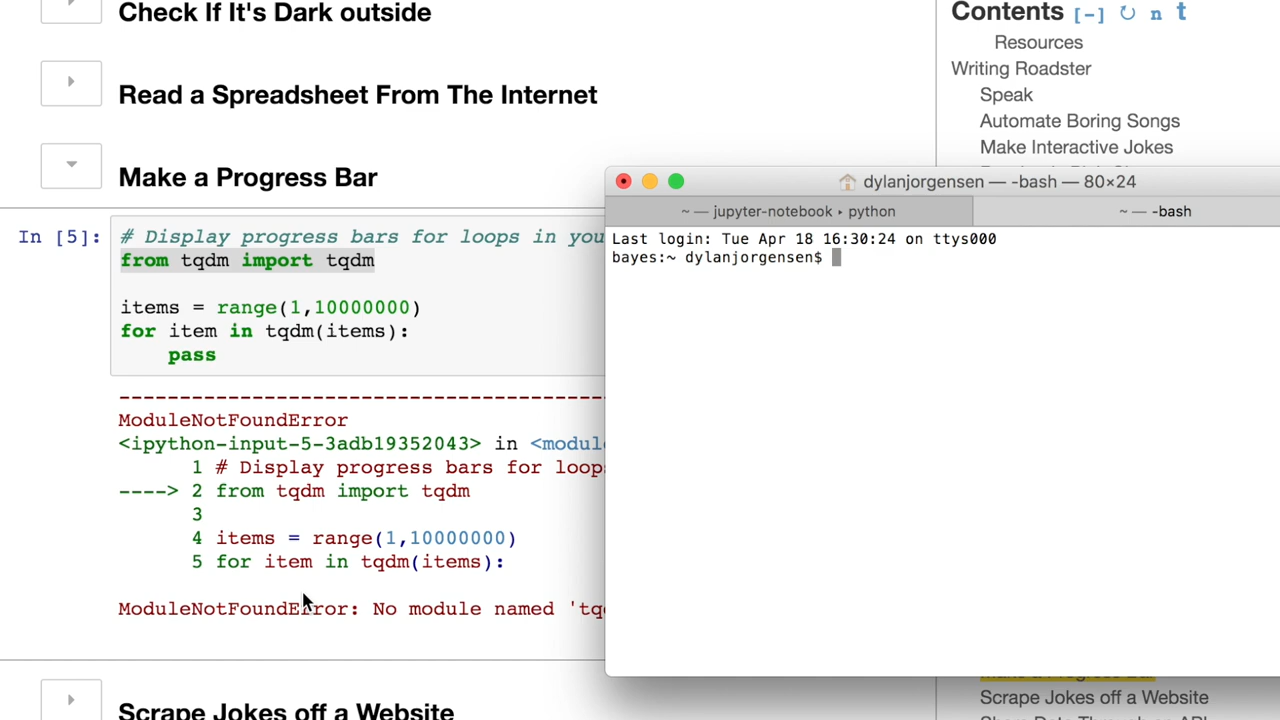 Check If It's Dark outside
Read a Spreadsheet From The Internet
Make a Progress Bar
In [5]:
# Display progress bars for loops in you
from tqdm import tqdm
items = range(1,10000000)
for item in tqdm(items):
pass
ModuleNotFoundError
<ipython-input-5-3adb19352043> in <modul
1 # Display progress bars for loops
----> 2 from tqdm import tqdm
3
4 items = range(1,10000000)
5 for item in tqdm(items):
ModuleNotFoundError: No module named 'tq
Scrape Jokes off a Website
Contents [-] ↻ n t
Resources
Writing Roadster
Speak
Automate Boring Songs
Make Interactive Jokes
dylanjorgensen — -bash — 80×24
~ — jupyter-notebook ▸ python
~ — -bash
Last login: Tue Apr 18 16:30:24 on ttys000
bayes:~ dylanjorgensen$
Make a Progress Bar
Scrape Jokes off a Website